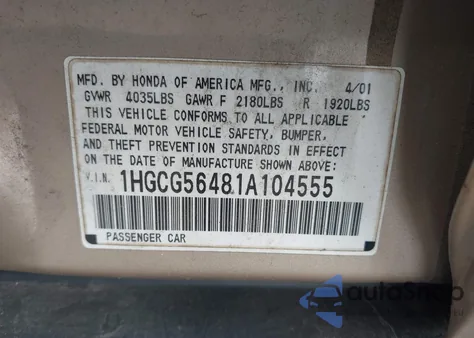 MFD. BY HONDA OF AMERICA MFG., INC. 4/01
GVWR 4035LBS GAWR F 2180LBS R 1920LBS
THIS VEHICLE CONFORMS TO ALL APPLICABLE
FEDERAL MOTOR VEHICLE SAFETY, BUMPER,
AND THEFT PREVENTION STANDARDS IN EFFECT
ON THE DATE OF MANUFACTURE SHOWN ABOVE:
V.I.N. 1HGCG56481A104555
PASSENGER CAR